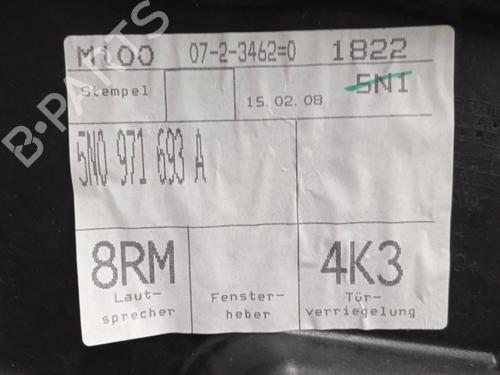 M100 07-2-3462=0 1822
Stempel
15.02.08
5N1
5N0 971 693 A
8RM
4K3
Laut-
sprecher
Fenster-
heber
Tür-
verriegelung
B-PARTS